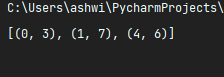 C:\Users\ashwi\PycharmProjects\
[(0, 3), (1, 7), (4, 6)]